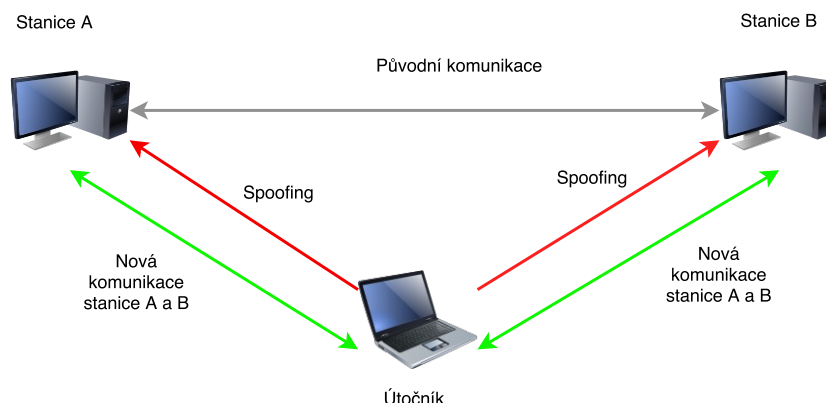 Stanice A
Stanice B
Původní komunikace
Spoofing
Spoofing
Nová
komunikace
stanice A a B
Nová
komunikace
stanice A a B
Útočník